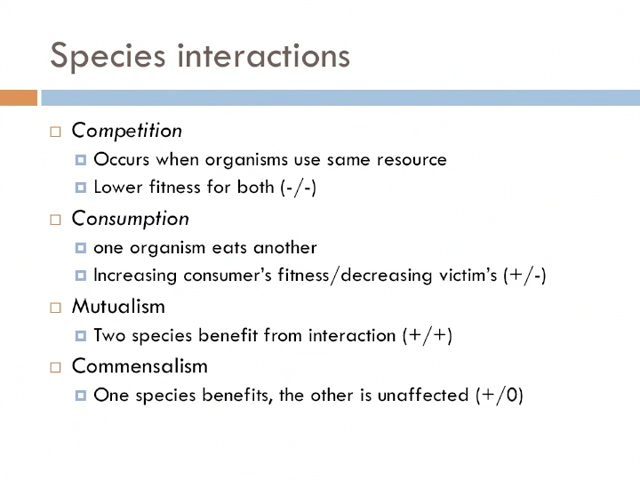 Species interactions
Competition
Occurs when organisms use same resource
Lower fitness for both (-/-)
Consumption
one organism eats another
Increasing consumer's fitness/decreasing victim's (+/-)
Mutualism
Two species benefit from interaction (+/+)
Commensalism
One species benefits, the other is unaffected (+/0)